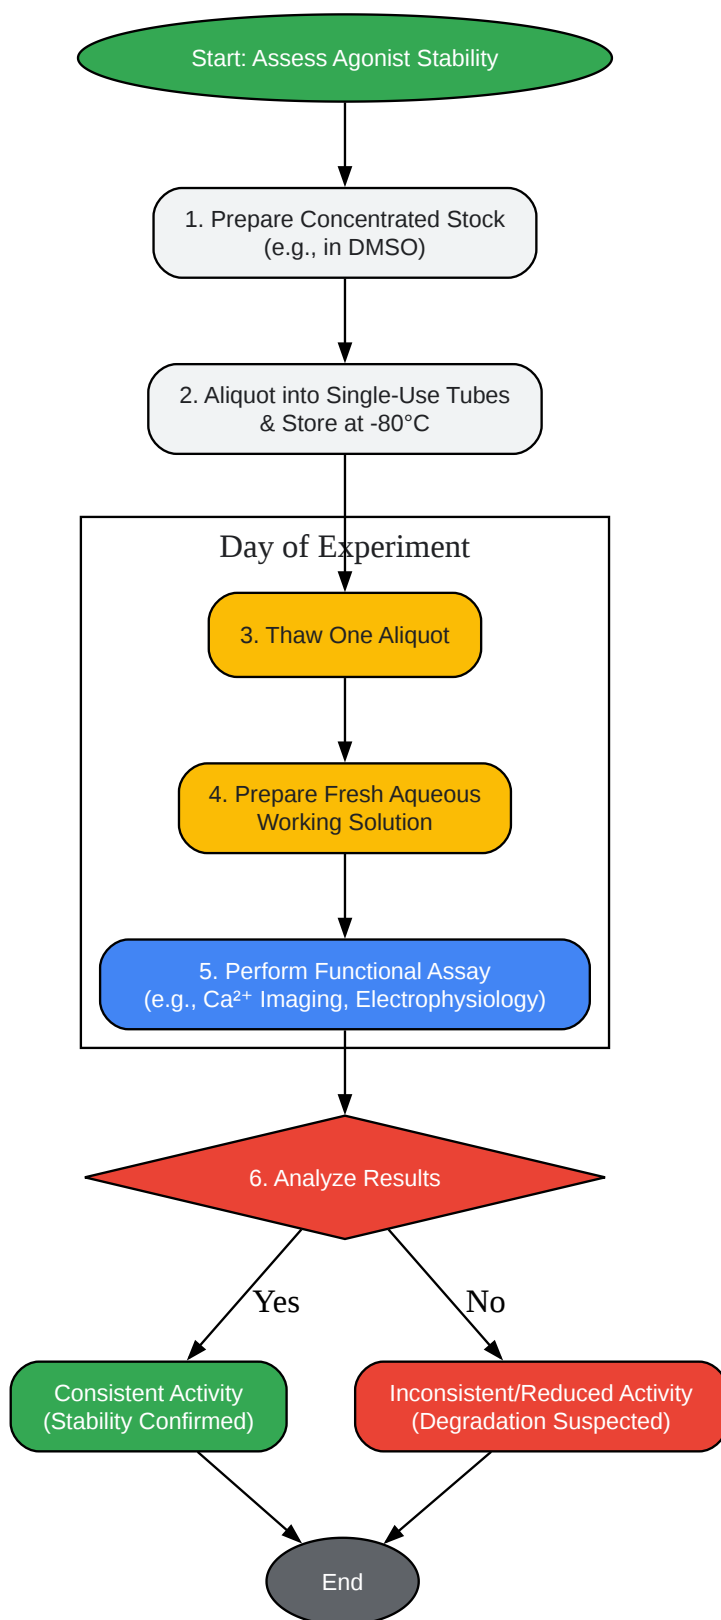 Start: Assess Agonist Stability
1. Prepare Concentrated Stock
(e.g., in DMSO)
2. Aliquot into Single-Use Tubes
& Store at -80°C
Day of Experiment
3. Thaw One Aliquot
4. Prepare Fresh Aqueous
Working Solution
5. Perform Functional Assay
(e.g., Ca²⁺ Imaging, Electrophysiology)
6. Analyze Results
Yes
No
Consistent Activity
(Stability Confirmed)
Inconsistent/Reduced Activity
(Degradation Suspected)
End